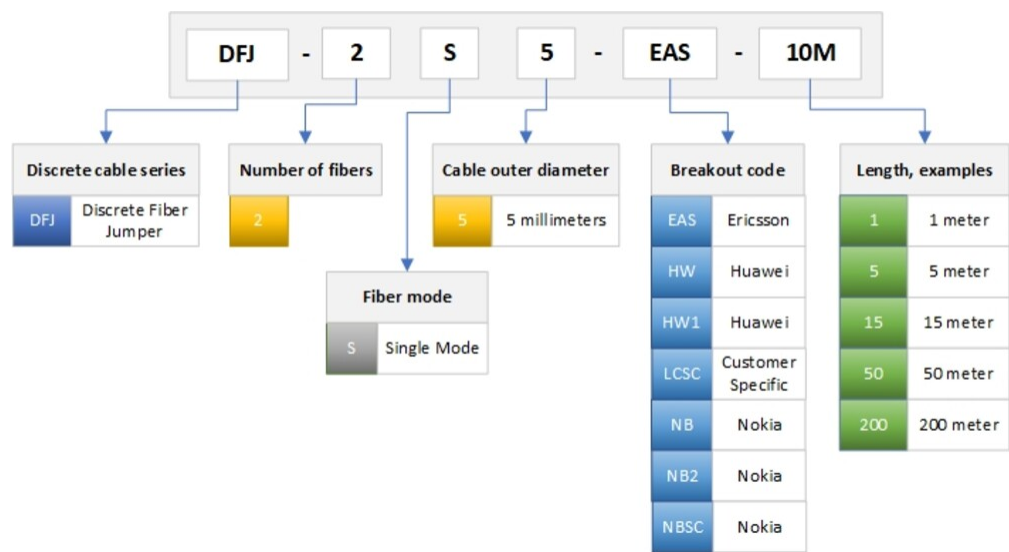 DFJ - 2 S 5 - EAS - 10M
Discrete cable series
DFJ Discrete Fiber
Jumper
Number of fibers
2
Fiber mode
S Single Mode
Cable outer diameter
5 5 millimeters
Breakout code
EAS Ericsson
HW Huawei
HW1 Huawei
LCSC Customer
Specific
NB Nokia
NB2 Nokia
NBSC Nokia
Length, examples
1 1 meter
5 5 meter
15 15 meter
50 50 meter
200 200 meter